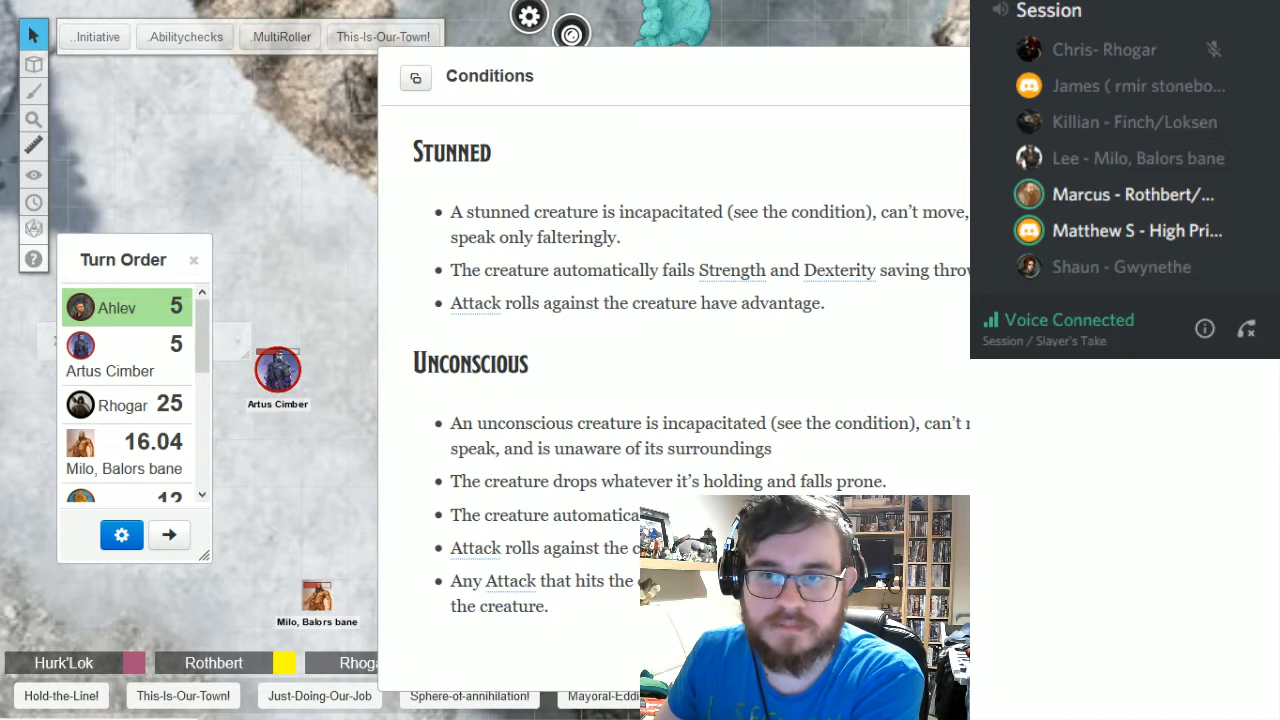 ..Initiative
.Abilitychecks
.MultiRoller
This-Is-Our-Town!
Conditions
STUNNED
A stunned creature is incapacitated (see the condition), can't move,
speak only falteringly.
The creature automatically fails Strength and Dexterity saving throw
Attack rolls against the creature have advantage.
UNCONSCIOUS
An unconscious creature is incapacitated (see the condition), can't
speak, and is unaware of its surroundings
The creature drops whatever it's holding and falls prone.
The creature automatica
Attack rolls against the
Any Attack that hits the
the creature.
Turn Order ×
Ahlev 5
5
Artus Cimber
Rhogar 25
16.04
Milo, Balors bane
12
Artus Cimber
Milo, Balors bane
Hurk'Lok
Rothbert
Rhoga
Hold-the-Line!
This-Is-Our-Town!
Just-Doing-Our-Job
Sphere-of-annihilation!
Mayoral-Eddi
Session
Chris- Rhogar
James ( rmir stonebo...
Killian - Finch/Loksen
Lee - Milo, Balors bane
Marcus - Rothbert/...
Matthew S - High Pri...
Shaun - Gwynethe
Voice Connected
Session / Slayer's Take